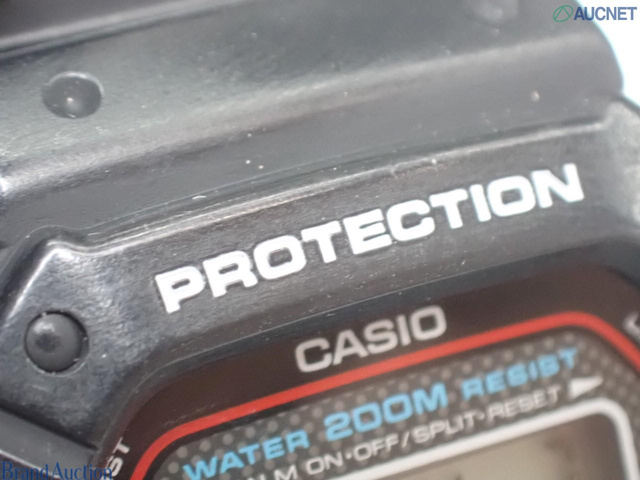 AUCNET
PROTECTION
CASIO
WATER 200M RESIST
ON·OFF/SPLIT·RESET
Brand Auction